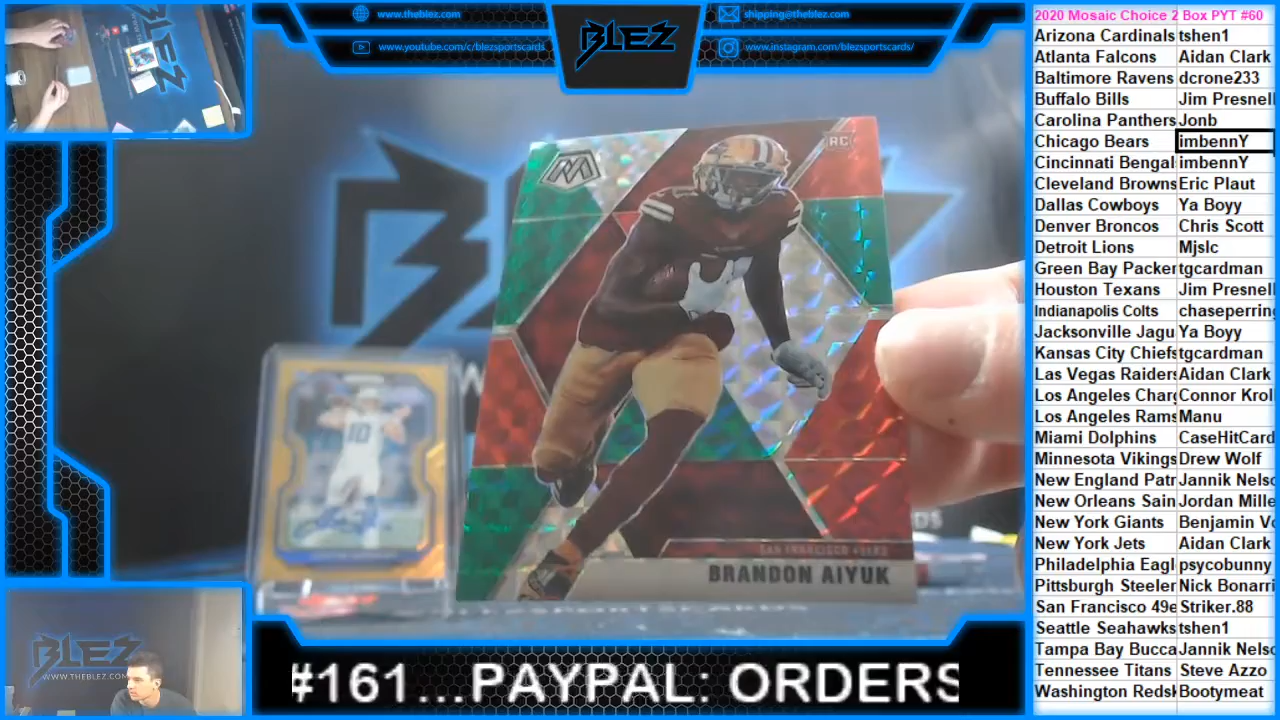 www.theblez.com
www.youtube.com/c/blezsportscards
BLEZ
shipping@theblez.com
www.instagram.com/blezsportscards/
2020 Mosaic Choice 2 Box PYT #60
Arizona Cardinals tshen1
Atlanta Falcons Aidan Clark
Baltimore Ravens dcrone233
Buffalo Bills Jim Presnell
Carolina Panthers Jonb
Chicago Bears imbennY
Cincinnati Bengal imbennY
Cleveland Browns Eric Plaut
Dallas Cowboys Ya Boyy
Denver Broncos Chris Scott
Detroit Lions Mjslc
Green Bay Packer tgcardman
Houston Texans Jim Presnell
Indianapolis Colts chaseperring
Jacksonville Jagu Ya Boyy
Kansas City Chiefs tgcardman
Las Vegas Raiders Aidan Clark
Los Angeles Charg Connor Krol
Los Angeles Rams Manu
Miami Dolphins CaseHitCard
Minnesota Vikings Drew Wolf
New England Patr Jannik Nelso
New Orleans Sain Jordan Mille
New York Giants Benjamin Vo
New York Jets Aidan Clark
Philadelphia Eagl psycobunny
Pittsburgh Steeler Nick Bonarri
San Francisco 49e Striker.88
Seattle Seahawks tshen1
Tampa Bay Bucca Jannik Nelso
Tennessee Titans Steve Azzo
Washington Redsk Bootymeat
RC
M
10
SAN FRANCISCO 49ERS
BRANDON AIYUK
BLEZ
WWW.THEBLEZ.COM
#161...PAYPAL: ORDERS